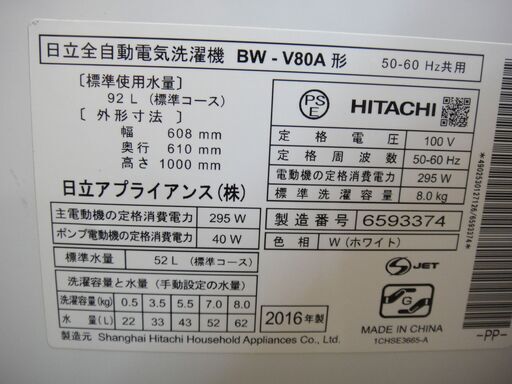 日立全自動電気洗濯機 BW - V80A 形 50-60 Hz共用
〔標準使用水量〕
92 L (標準コース)
〔外形寸法〕
幅 608 mm
奥行 610 mm
高さ 1000 mm
日立アプライアンス(株)
主電動機の定格消費電力 295 W
ポンプ電動機の定格消費電力 40 W
標準水量 52 L (標準コース)
洗濯容量と水量 (手動設定の水量)
洗濯容量(kg) 0.5 3.5 5.5 7.0 8.0
水量(L) 22 33 43 52 62
製造元 Shanghai Hitachi Household Appliances Co., Ltd.
2016年製
PS
E
HITACHI
定格電圧 100 V
定格周波数 50-60 Hz
電動機の定格消費電力 295 W
標準洗濯容量 8.0 kg
製造番号 6593374
色相 W (ホワイト)
S JET
G
MADE IN CHINA
1CHSE3665-A
-PP-